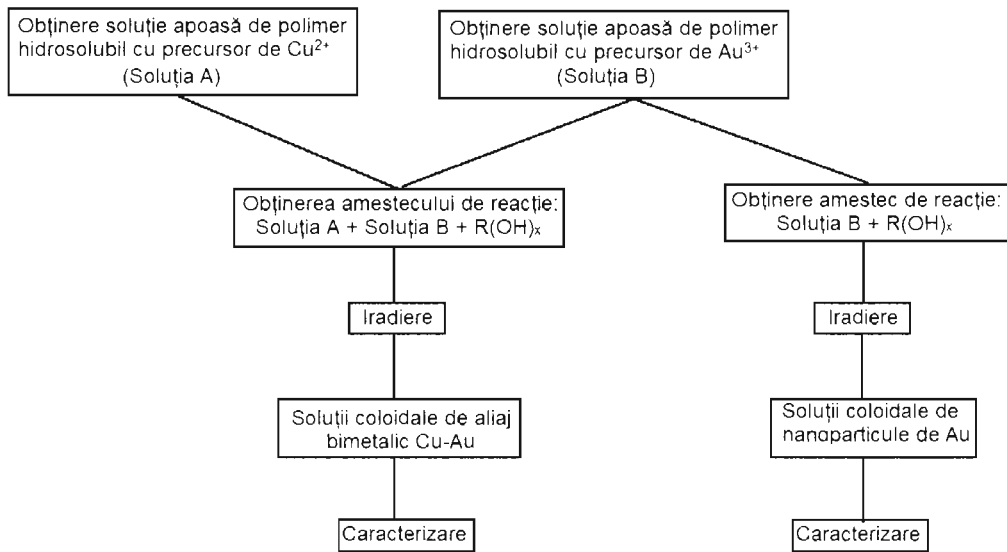 Obținere soluție apoasă de polimer
hidrosolubil cu precursor de Cu²⁺
(Soluția A)
Obținere soluție apoasă de polimer
hidrosolubil cu precursor de Au³⁺
(Soluția B)
Obținerea amestecului de reacție:
Soluția A + Soluția B + R(OH)ₓ
Obținere amestec de reacție:
Soluția B + R(OH)ₓ
Iradiere
Iradiere
Soluții coloidale de aliaj
bimetalic Cu-Au
Soluții coloidale de
nanoparticule de Au
Caracterizare
Caracterizare